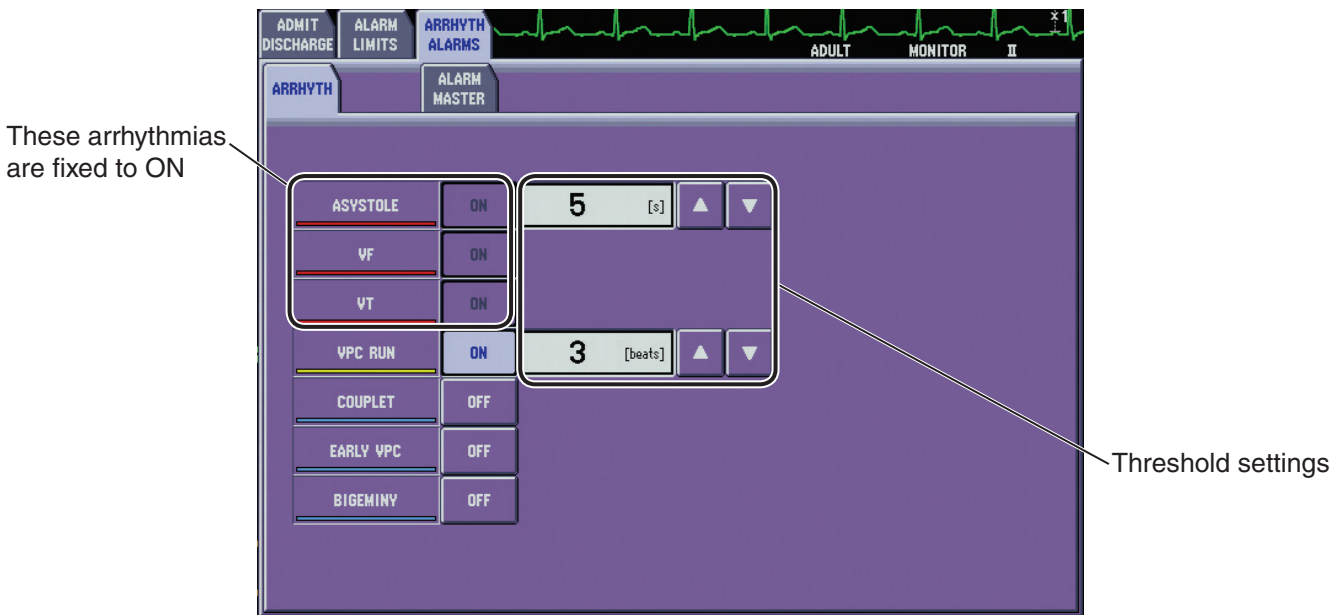 ADMIT DISCHARGE
ALARM LIMITS
ARRHYTH ALARMS
x1
ADULT MONITOR II
ARRHYTH
ALARM MASTER
These arrhythmias
are fixed to ON
ASYSTOLE ON 5 [s] ▲ ▼
VF ON
VT ON
VPC RUN ON 3 [beats] ▲ ▼
COUPLET OFF
EARLY VPC OFF
BIGEMINY OFF
Threshold settings